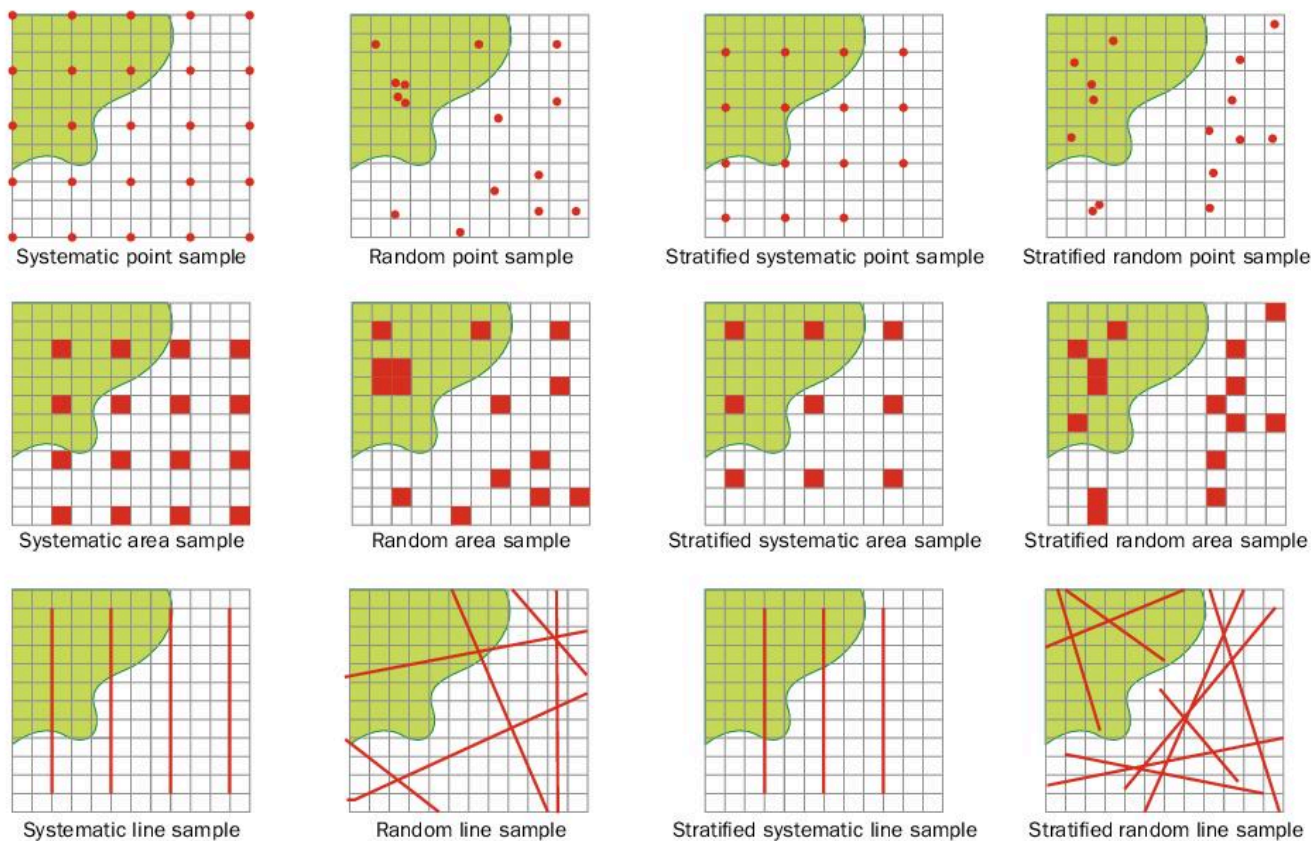 Systematic point sample
Random point sample
Stratified systematic point sample
Stratified random point sample
Systematic area sample
Random area sample
Stratified systematic area sample
Stratified random area sample
Systematic line sample
Random line sample
Stratified systematic line sample
Stratified random line sample